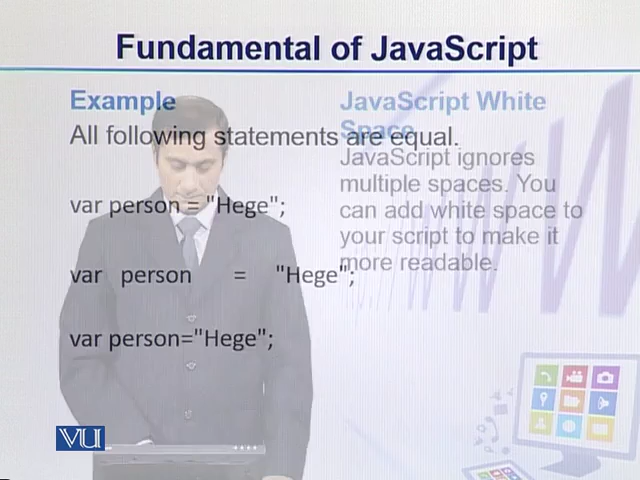 Fundamental of JavaScript
Example
All following statements are equal.
var person = "Hege";
var person = "Hege";
var person="Hege";
JavaScript White
Space
JavaScript ignores
multiple spaces. You
can add white space to
your script to make it
more readable.
VU